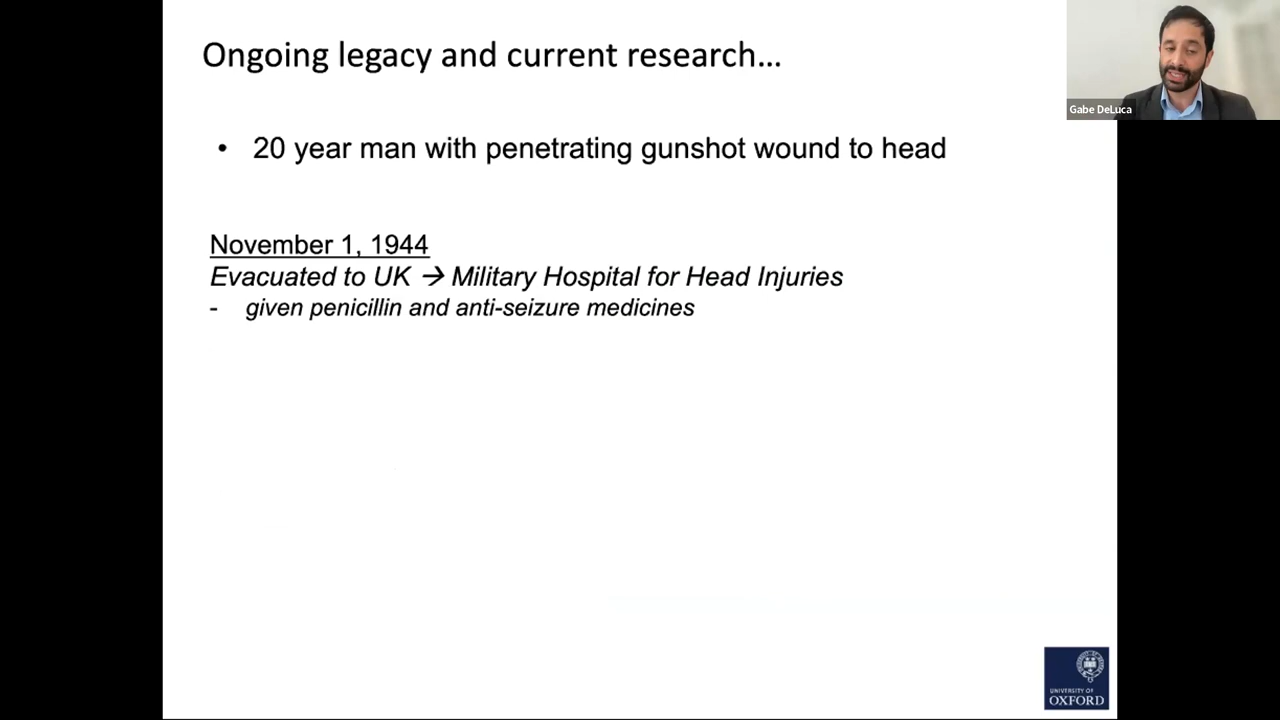 Ongoing legacy and current research...
Gabe DeLuca
• 20 year man with penetrating gunshot wound to head
November 1, 1944
Evacuated to UK → Military Hospital for Head Injuries
- given penicillin and anti-seizure medicines
UNIVERSITY OF
OXFORD